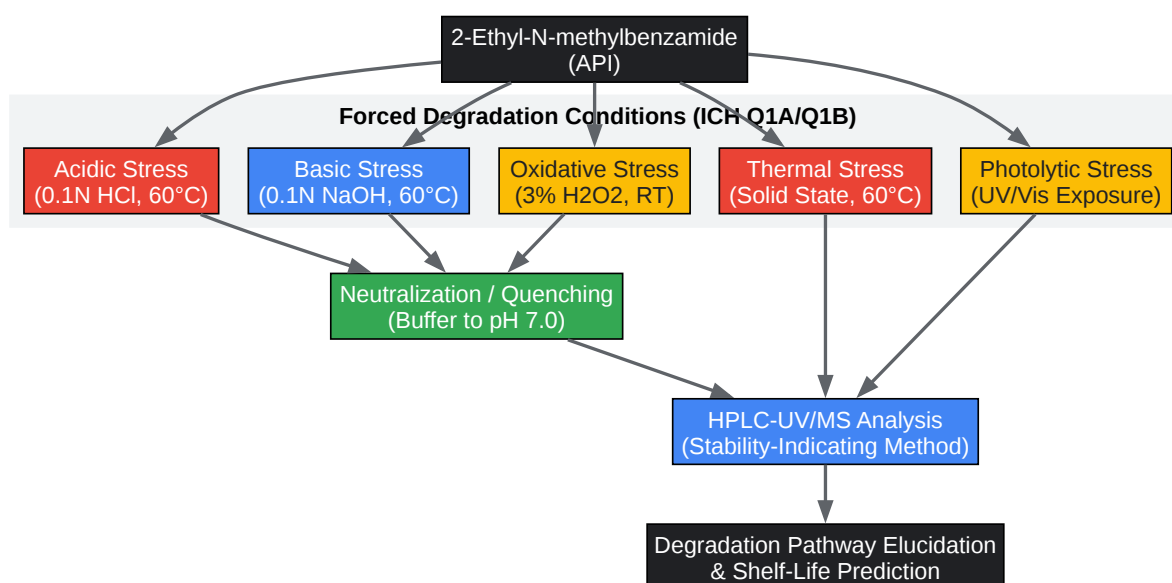 2-Ethyl-N-methylbenzamide
(API)
Forced Degradation Conditions (ICH Q1A/Q1B)
Acidic Stress
(0.1N HCl, 60°C)
Basic Stress
(0.1N NaOH, 60°C)
Oxidative Stress
(3% H2O2, RT)
Thermal Stress
(Solid State, 60°C)
Photolytic Stress
(UV/Vis Exposure)
Neutralization / Quenching
(Buffer to pH 7.0)
HPLC-UV/MS Analysis
(Stability-Indicating Method)
Degradation Pathway Elucidation
& Shelf-Life Prediction